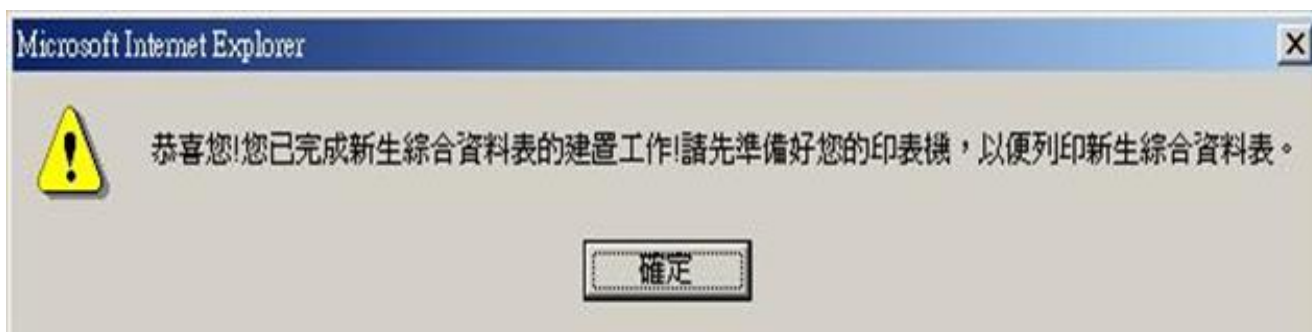 Microsoft Internet Explorer
恭喜您!您已完成新生綜合資料表的建置工作!請先準備好您的印表機，以便列印新生綜合資料表。
確定